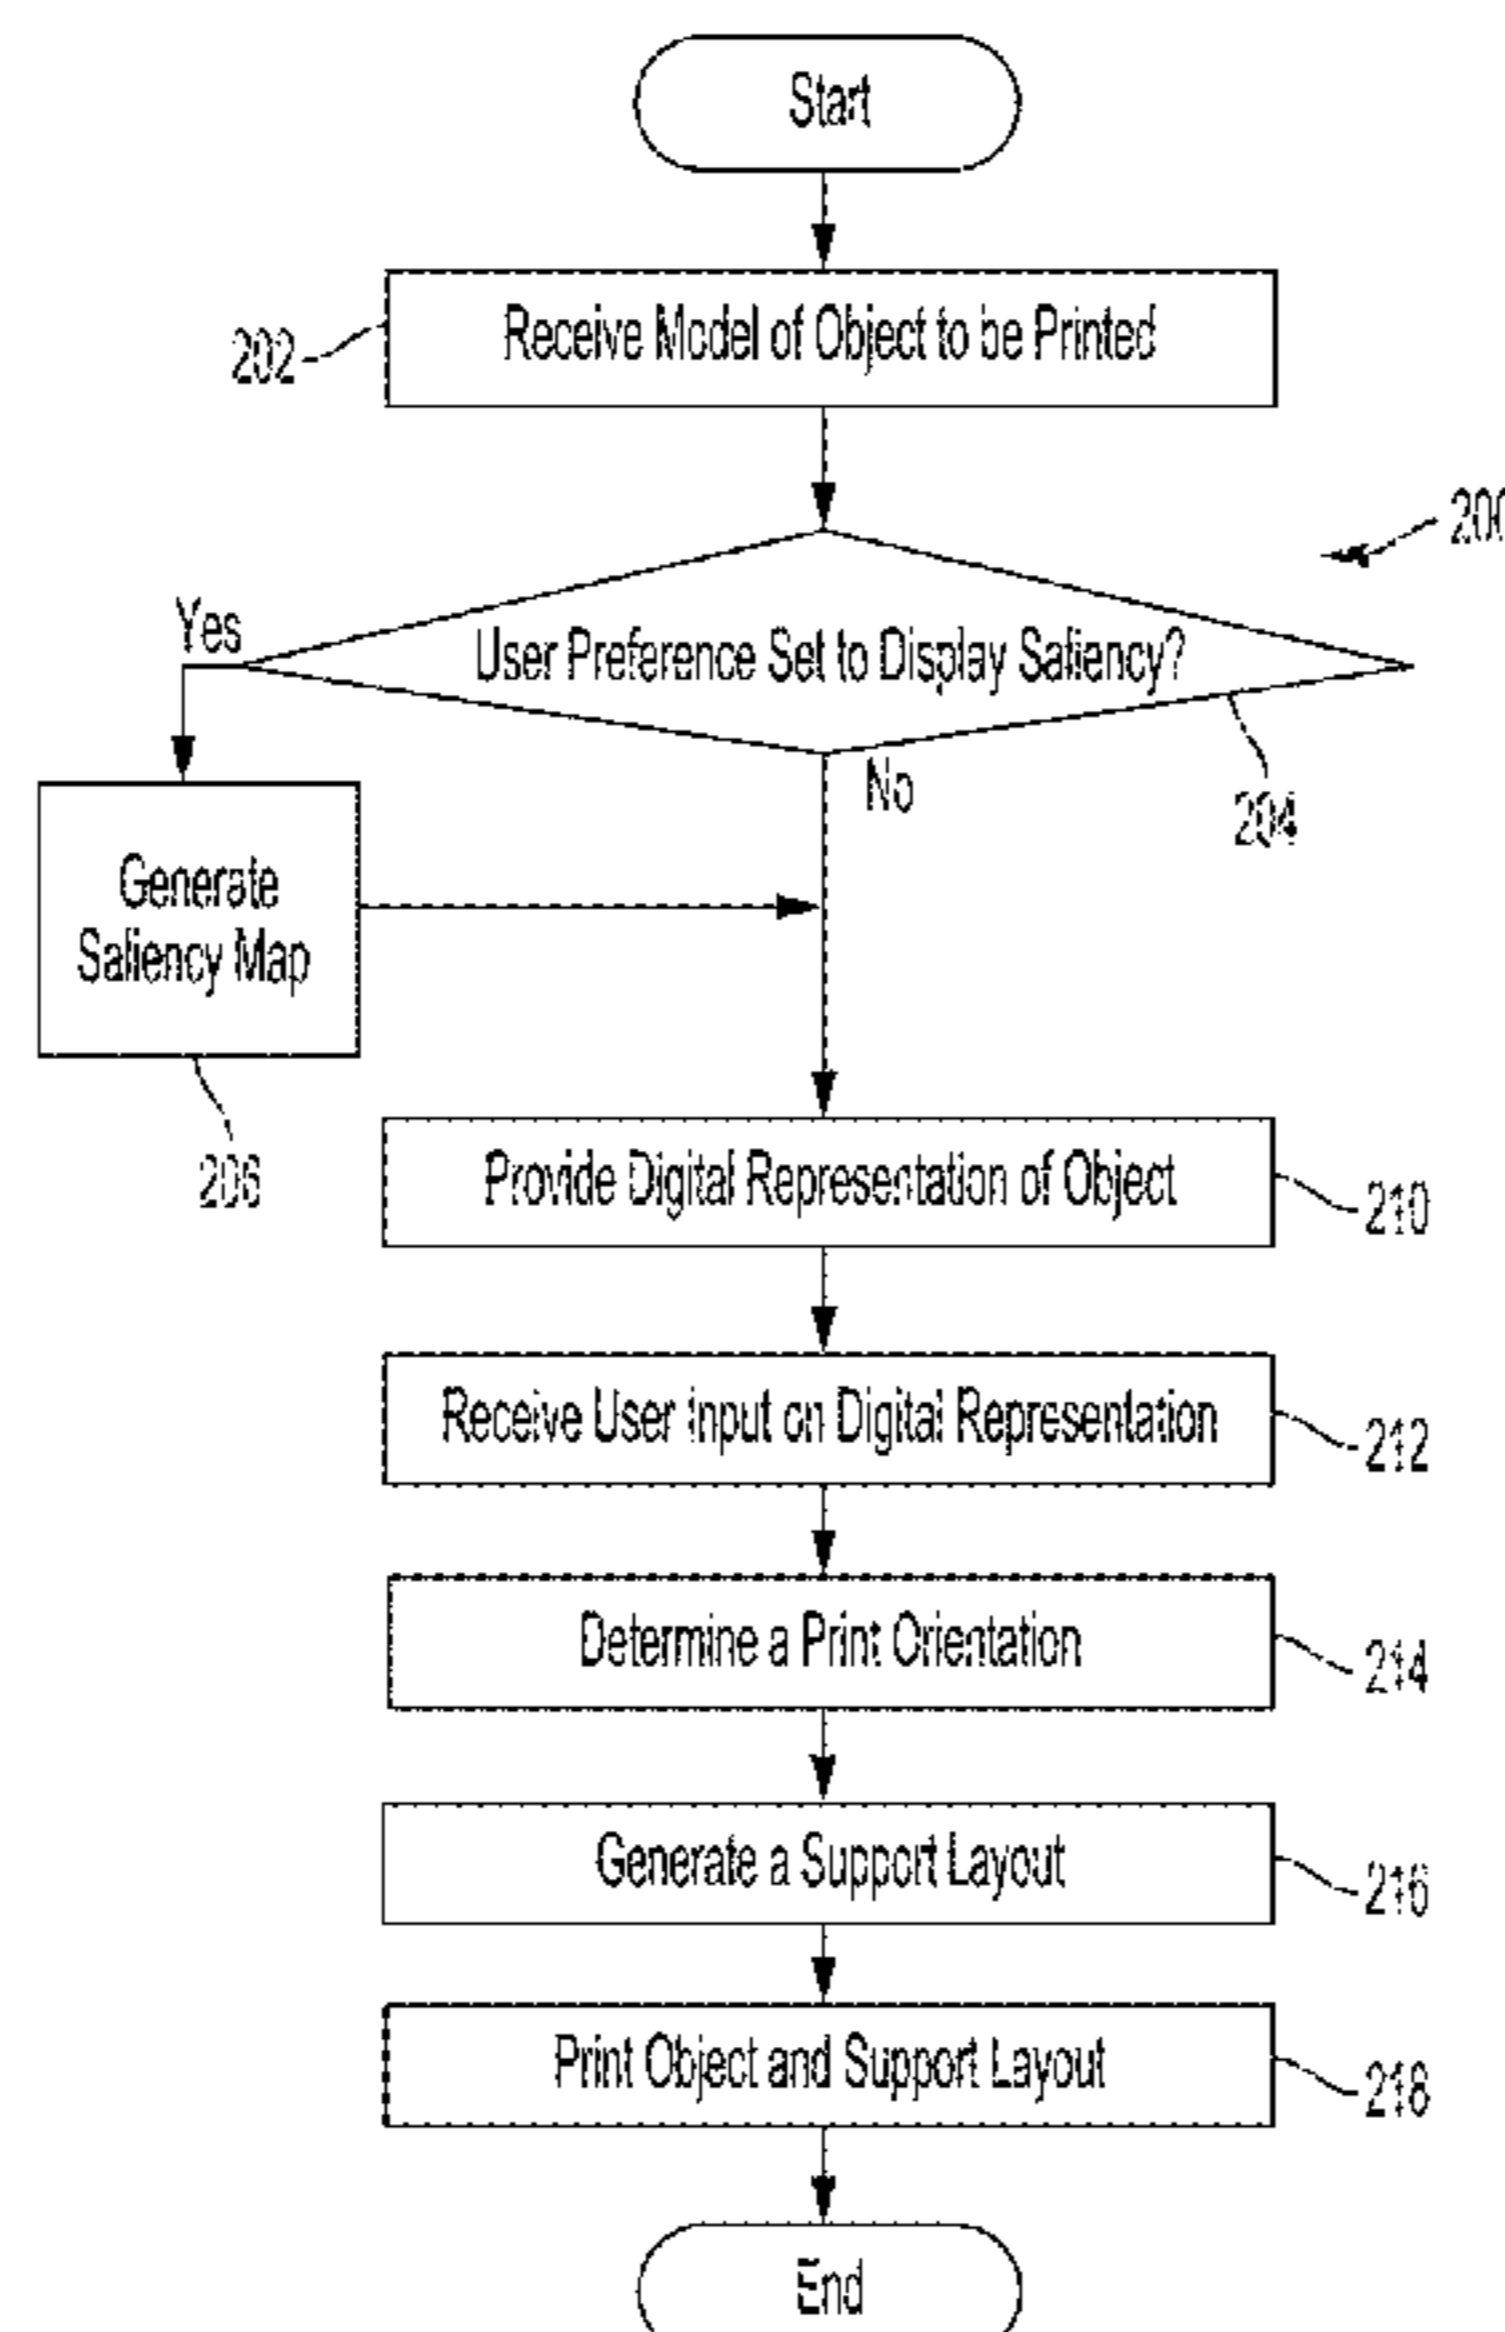 Start
Receive Model of Object to be Printed
202
200
User Preference Set to Display Saliency?
Yes
No
204
Generate
Saliency Map
206
Provide Digital Representation of Object
210
Receive User Input on Digital Representation
212
Determine a Print Orientation
214
Generate a Support Layout
216
Print Object and Support Layout
218
End